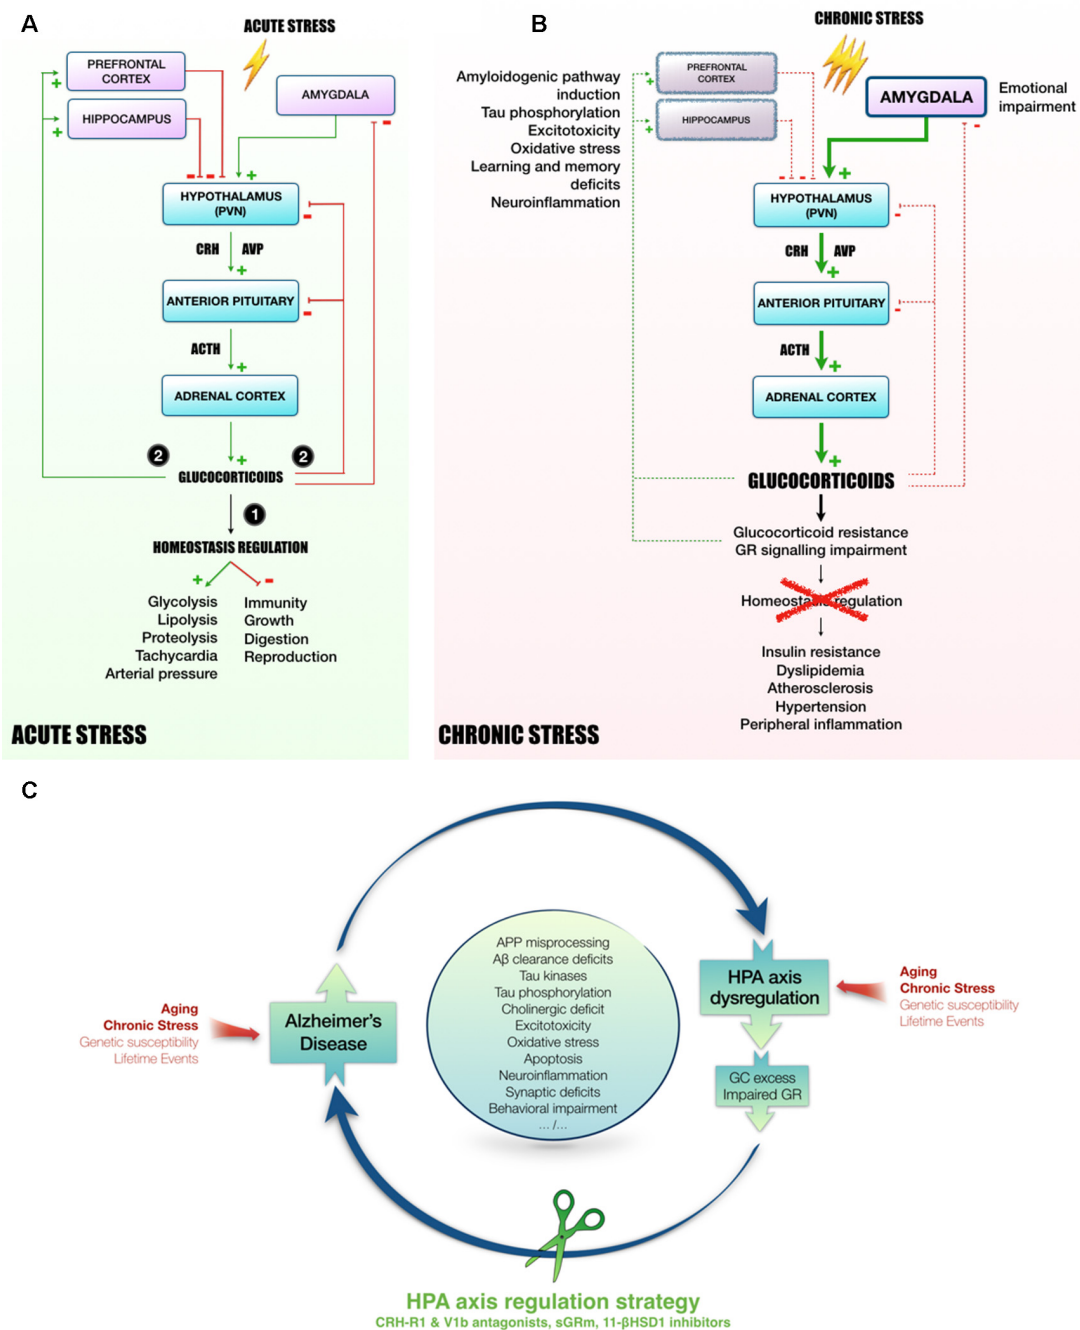 A
ACUTE STRESS
PREFRONTAL
CORTEX
+
AMYGDALA
HIPPOCAMPUS
+
-
- -
+
HYPOTHALAMUS
(PVN)
-
CRH AVP
+
ANTERIOR PITUITARY
-
ACTH
+
ADRENAL CORTEX
+
2
2
GLUCOCORTICOIDS
1
HOMEOSTASIS REGULATION
+ -
Glycolysis
Lipolysis
Proteolysis
Tachycardia
Arterial pressure
Immunity
Growth
Digestion
Reproduction
ACUTE STRESS
B
CHRONIC STRESS
Amyloidogenic pathway
induction
Tau phosphorylation
Excitotoxicity
Oxidative stress
Learning and memory
deficits
Neuroinflammation
PREFRONTAL
CORTEX
+
HIPPOCAMPUS
+
AMYGDALA
Emotional
impairment
-
- -
+
HYPOTHALAMUS
(PVN)
-
CRH AVP
+
ANTERIOR PITUITARY
-
ACTH
+
ADRENAL CORTEX
+
GLUCOCORTICOIDS
Glucocorticoid resistance
GR signalling impairment
Homeostasis regulation
Insulin resistance
Dyslipidemia
Atherosclerosis
Hypertension
Peripheral inflammation
CHRONIC STRESS
C
Aging
Chronic Stress
Genetic susceptibility
Lifetime Events
Alzheimer's
Disease
APP misprocessing
Aβ clearance deficits
Tau kinases
Tau phosphorylation
Cholinergic deficit
Excitotoxicity
Oxidative stress
Apoptosis
Neuroinflammation
Synaptic deficits
Behavioral impairment
... /...
HPA axis
dysregulation
Aging
Chronic Stress
Genetic susceptibility
Lifetime Events
GC excess
Impaired GR
HPA axis regulation strategy
CRH-R1 & V1b antagonists, sGRm, 11-βHSD1 inhibitors